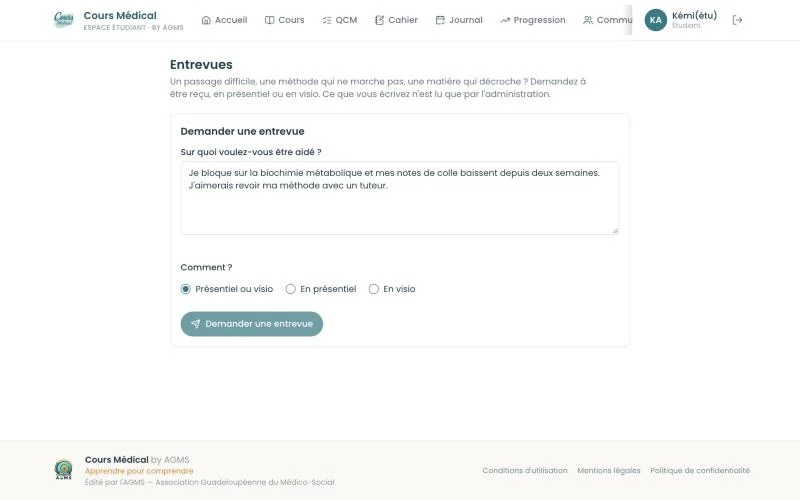 Cours Médical
ESPACE ÉTUDIANT · BY AGMS
Accueil
Cours
QCM
Cahier
Journal
Progression
Commu
KA
Kémi(étu)
Étudiant
Entrevues
Un passage difficile, une méthode qui ne marche pas, une matière qui décroche ? Demandez à
être reçu, en présentiel ou en visio. Ce que vous écrivez n'est lu que par l'administration.
Demander une entrevue
Sur quoi voulez-vous être aidé ?
Je bloque sur la biochimie métabolique et mes notes de colle baissent depuis deux semaines.
J'aimerais revoir ma méthode avec un tuteur.
Comment ?
Présentiel ou visio
En présentiel
En visio
Demander une entrevue
AGMS
Cours Médical by AGMS
Apprendre pour comprendre
Édité par l'AGMS — Association Guadeloupéenne du Médico-Social
Conditions d'utilisation
Mentions légales
Politique de confidentialité